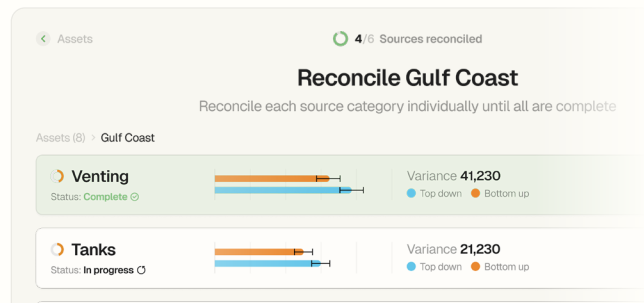 Assets
4/6 Sources reconciled
Reconcile Gulf Coast
Reconcile each source category individually until all are complete
Assets (8) > Gulf Coast
Venting
Variance 41,230
Status: Complete
Top down Bottom up
Tanks
Variance 21,230
Status: In progress
Top down Bottom up